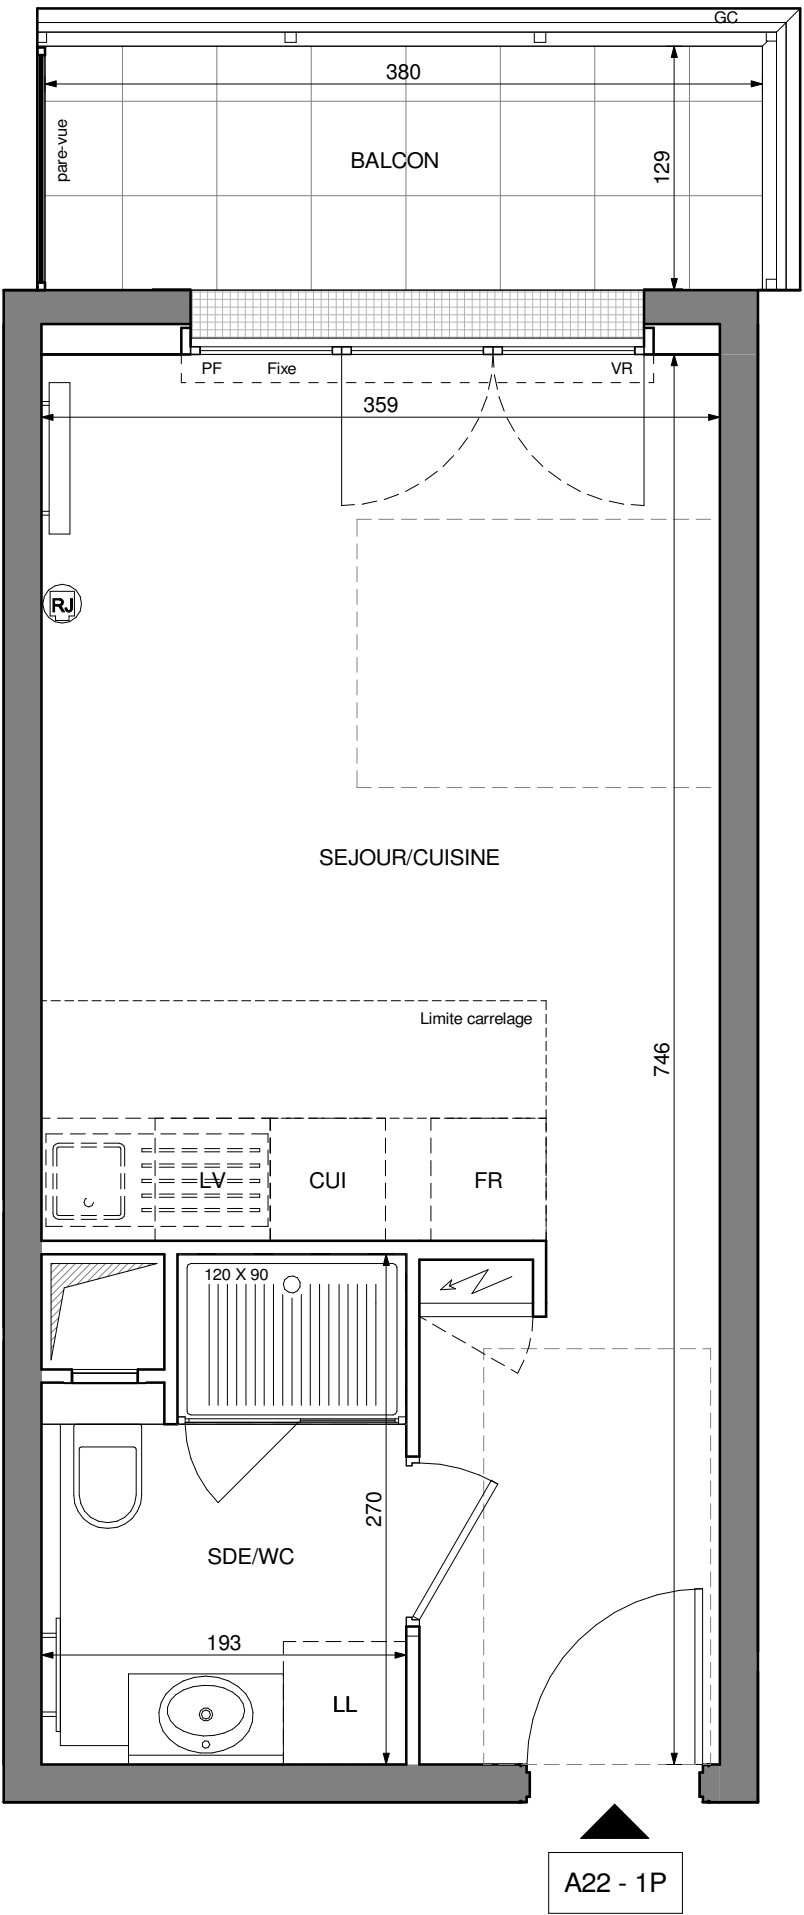 GC
380
pare-vue
BALCON
129
PF
Fixe
VR
359
RJ
SEJOUR/CUISINE
Limite carrelage
746
LV
CUI
FR
120 X 90
270
SDE/WC
193
LL
A22 - 1P